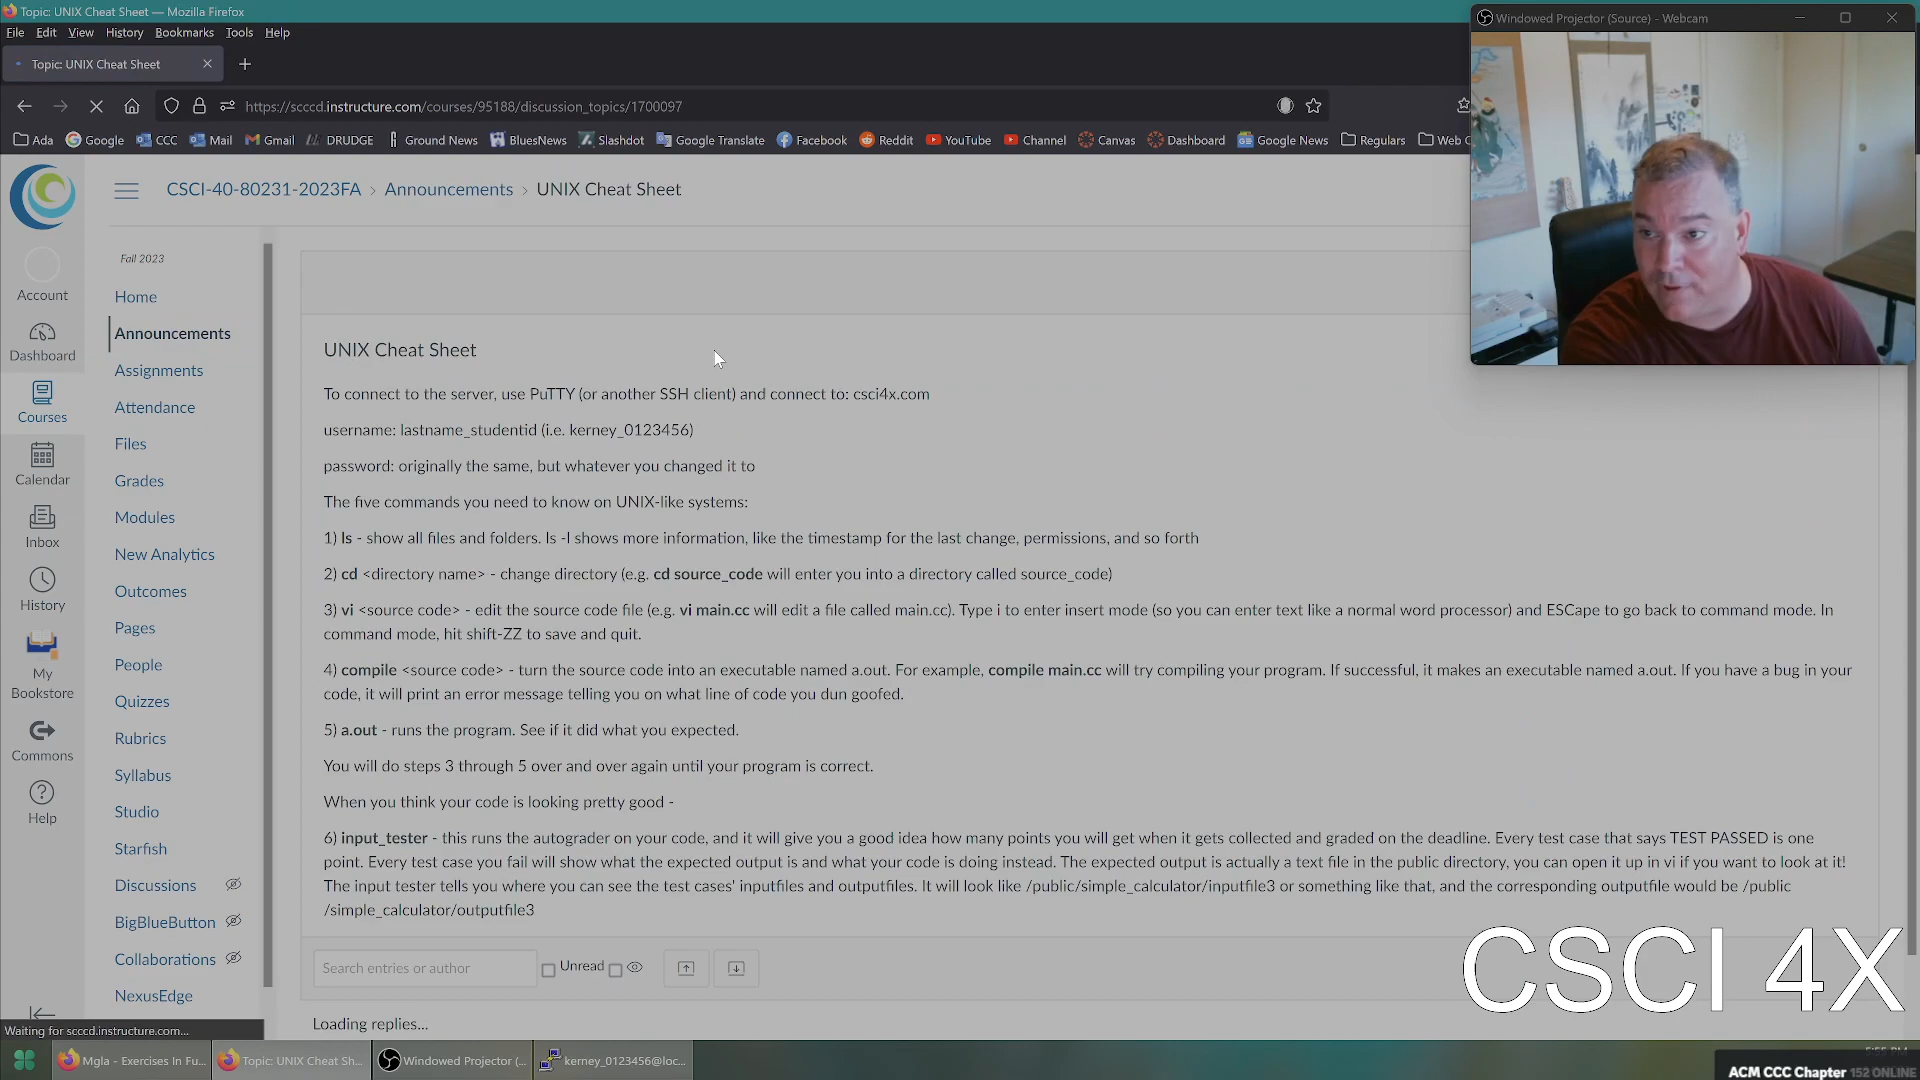 Topic: UNIX Cheat Sheet — Mozilla Firefox
Windowed Projector (Source) - Webcam
File Edit View History Bookmarks Tools Help
Topic: UNIX Cheat Sheet
https://scccd.instructure.com/courses/95188/discussion_topics/1700097
Ada Google CCC Mail Gmail DRUDGE Ground News BluesNews Slashdot Google Translate Facebook Reddit YouTube Channel Canvas Dashboard Google News Regulars Web C
CSCI-40-80231-2023FA › Announcements › UNIX Cheat Sheet
Account
Dashboard
Courses
Calendar
Inbox
History
My
Bookstore
Commons
Help
Fall 2023
Home
Announcements
Assignments
Attendance
Files
Grades
Modules
New Analytics
Outcomes
Pages
People
Quizzes
Rubrics
Syllabus
Studio
Starfish
Discussions
BigBlueButton
Collaborations
NexusEdge
UNIX Cheat Sheet
To connect to the server, use PuTTY (or another SSH client) and connect to: csci4x.com
username: lastname_studentid (i.e. kerney_0123456)
password: originally the same, but whatever you changed it to
The five commands you need to know on UNIX-like systems:
1) ls - show all files and folders. ls -l shows more information, like the timestamp for the last change, permissions, and so forth
2) cd <directory name> - change directory (e.g. cd source_code will enter you into a directory called source_code)
3) vi <source code> - edit the source code file (e.g. vi main.cc will edit a file called main.cc). Type i to enter insert mode (so you can enter text like a normal word processor) and ESCape to go back to command mode. In
command mode, hit shift-ZZ to save and quit.
4) compile <source code> - turn the source code into an executable named a.out. For example, compile main.cc will try compiling your program. If successful, it makes an executable named a.out. If you have a bug in your
code, it will print an error message telling you on what line of code you dun goofed.
5) a.out - runs the program. See if it did what you expected.
You will do steps 3 through 5 over and over again until your program is correct.
When you think your code is looking pretty good -
6) input_tester - this runs the autograder on your code, and it will give you a good idea how many points you will get when it gets collected and graded on the deadline. Every test case that says TEST PASSED is one
point. Every test case you fail will show what the expected output is and what your code is doing instead. The expected output is actually a text file in the public directory, you can open it up in vi if you want to look at it!
The input tester tells you where you can see the test cases' inputfiles and outputfiles. It will look like /public/simple_calculator/inputfile3 or something like that, and the corresponding outputfile would be /public
/simple_calculator/outputfile3
Search entries or author Unread
Loading replies...
CSCI 4X
Waiting for scccd.instructure.com...
Mgla - Exercises In Fu... Topic: UNIX Cheat Sh... Windowed Projector (... kerney_0123456@loc...
5:55 PM
ACM CCC Chapter 152 ONLINE